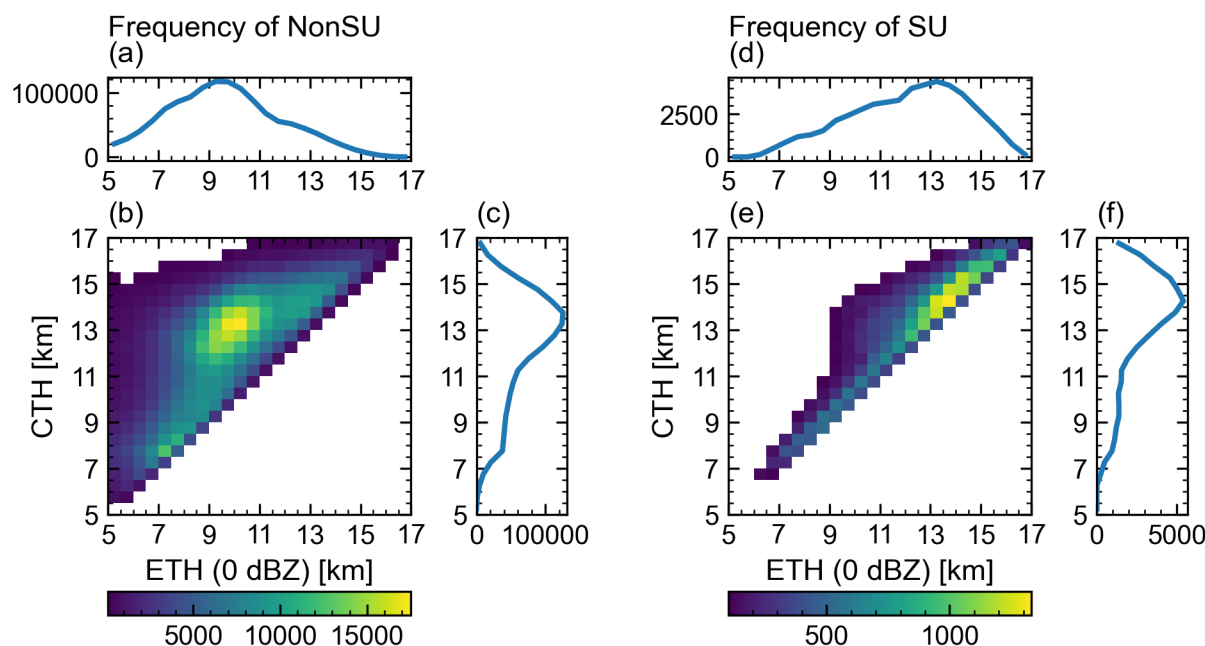 Frequency of NonSU
(a)
100000
0
5 7 9 11 13 15 17
(b)
(c)
17
15
13
11
9
7
5
CTH [km]
5 7 9 11 13 15 17
ETH (0 dBZ) [km]
17
15
13
11
9
7
5
0 100000
5000 10000 15000
Frequency of SU
(d)
2500
0
5 7 9 11 13 15 17
(e)
(f)
17
15
13
11
9
7
5
CTH [km]
5 7 9 11 13 15 17
ETH (0 dBZ) [km]
17
15
13
11
9
7
5
0 5000
500 1000